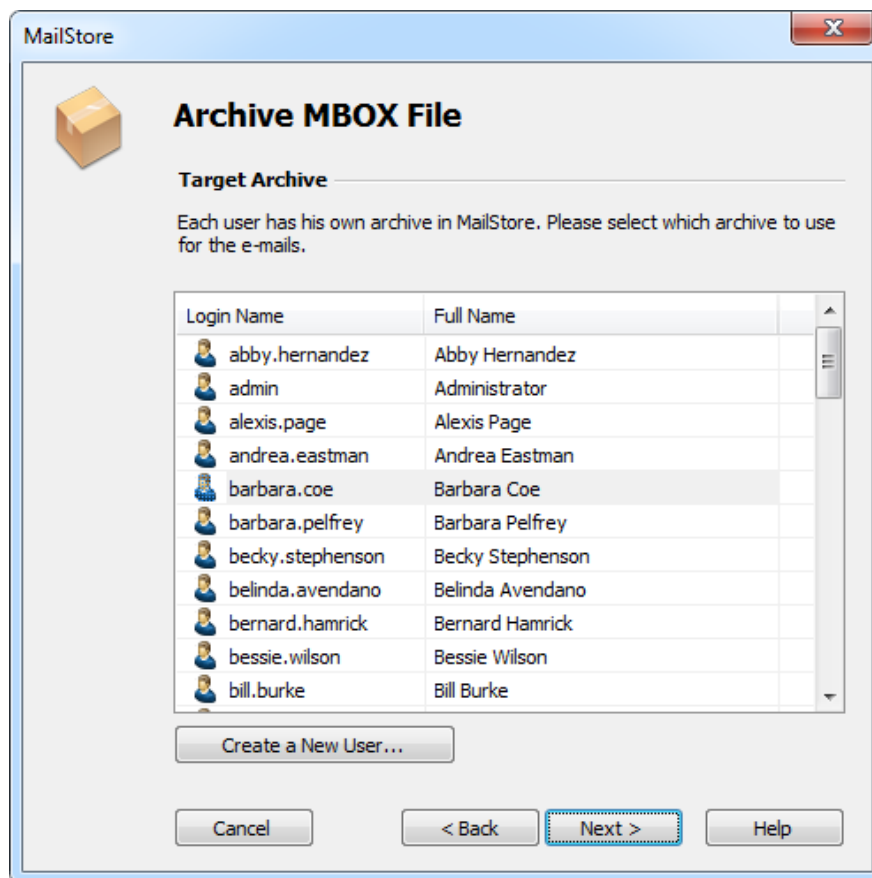 MailStore
X
Archive MBOX File
Target Archive
Each user has his own archive in MailStore. Please select which archive to use
for the e-mails.
Login Name Full Name
abby.hernandez Abby Hernandez
admin Administrator
alexis.page Alexis Page
andrea.eastman Andrea Eastman
barbara.coe Barbara Coe
barbara.pelfrey Barbara Pelfrey
becky.stephenson Becky Stephenson
belinda.avendano Belinda Avendano
bernard.hamrick Bernard Hamrick
bessie.wilson Bessie Wilson
bill.burke Bill Burke
Create a New User...
Cancel < Back Next > Help